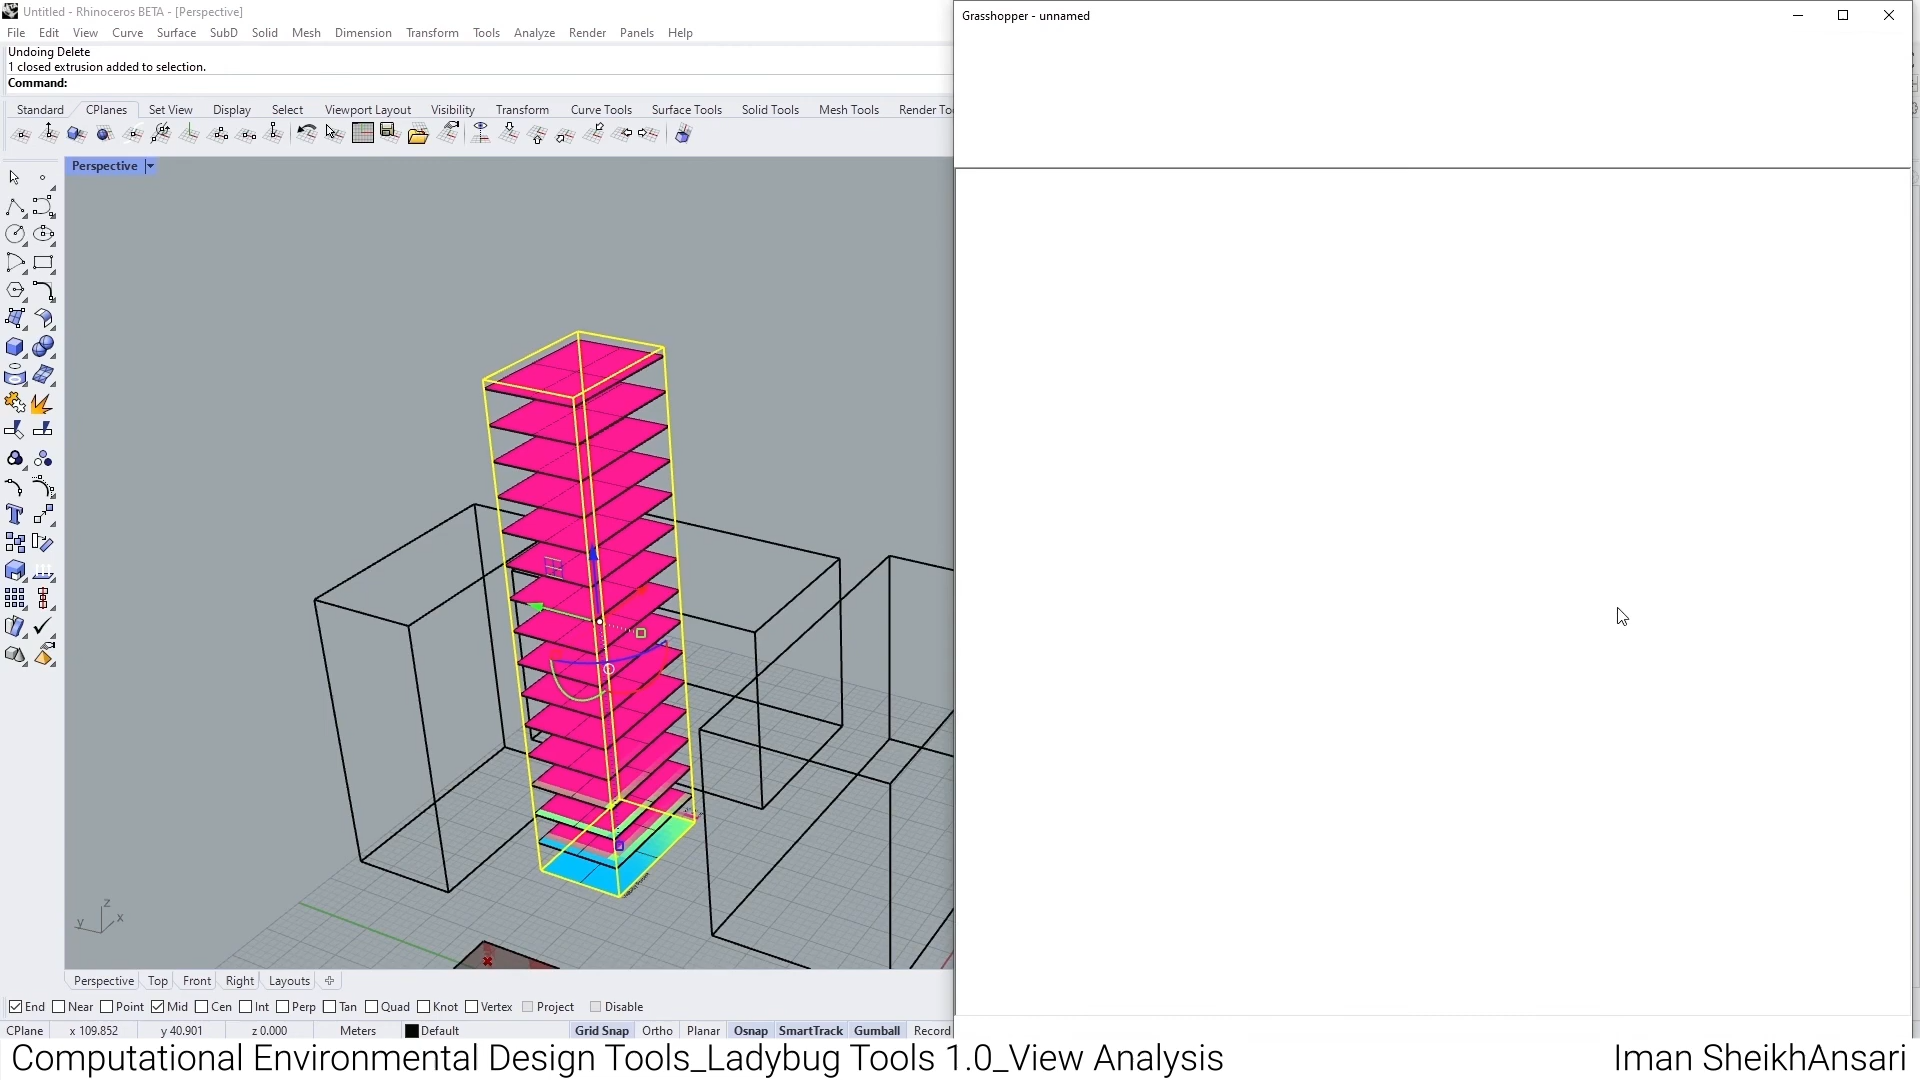 Untitled - Rhinoceros BETA - [Perspective]
Grasshopper - unnamed
File Edit View Curve Surface SubD Solid Mesh Dimension Transform Tools Analyze Render Panels Help
Undoing Delete
1 closed extrusion added to selection.
Command:
Standard CPlanes Set View Display Select Viewport Layout Visibility Transform Curve Tools Surface Tools Solid Tools Mesh Tools Render To
Perspective
z
y x
Perspective Top Front Right Layouts
End Near Point Mid Cen Int Perp Tan Quad Knot Vertex Project Disable
CPlane x 109.852 y 40.901 z 0.000 Meters Default Grid Snap Ortho Planar Osnap SmartTrack Gumball Record
Computational Environmental Design Tools_Ladybug Tools 1.0_View Analysis
Iman SheikhAnsari